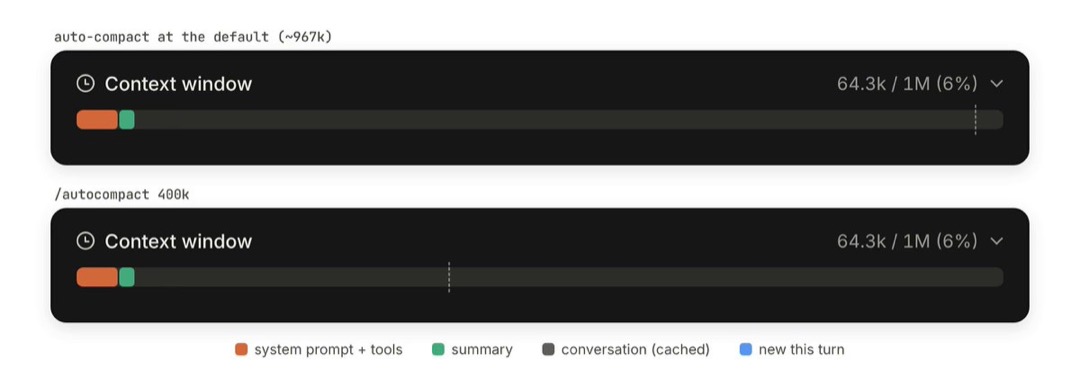 auto-compact at the default (~967k)
Context window 64.3k / 1M (6%)
/autocompact 400k
Context window 64.3k / 1M (6%)
system prompt + tools summary conversation (cached) new this turn